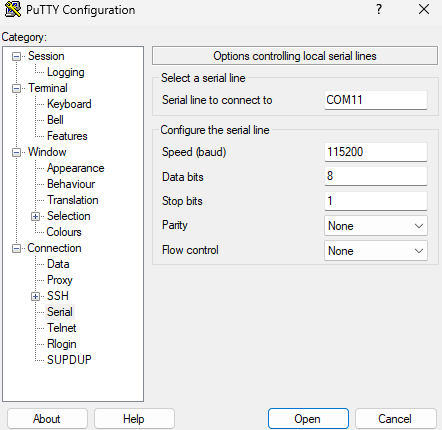 PuTTY Configuration
?
Category:
Session
Logging
Terminal
Keyboard
Bell
Features
Window
Appearance
Behaviour
Translation
Selection
Colours
Connection
Data
Proxy
SSH
Serial
Telnet
Rlogin
SUPDUP
Options controlling local serial lines
Select a serial line
Serial line to connect to COM11
Configure the serial line
Speed (baud) 115200
Data bits 8
Stop bits 1
Parity None
Flow control None
About Help Open Cancel